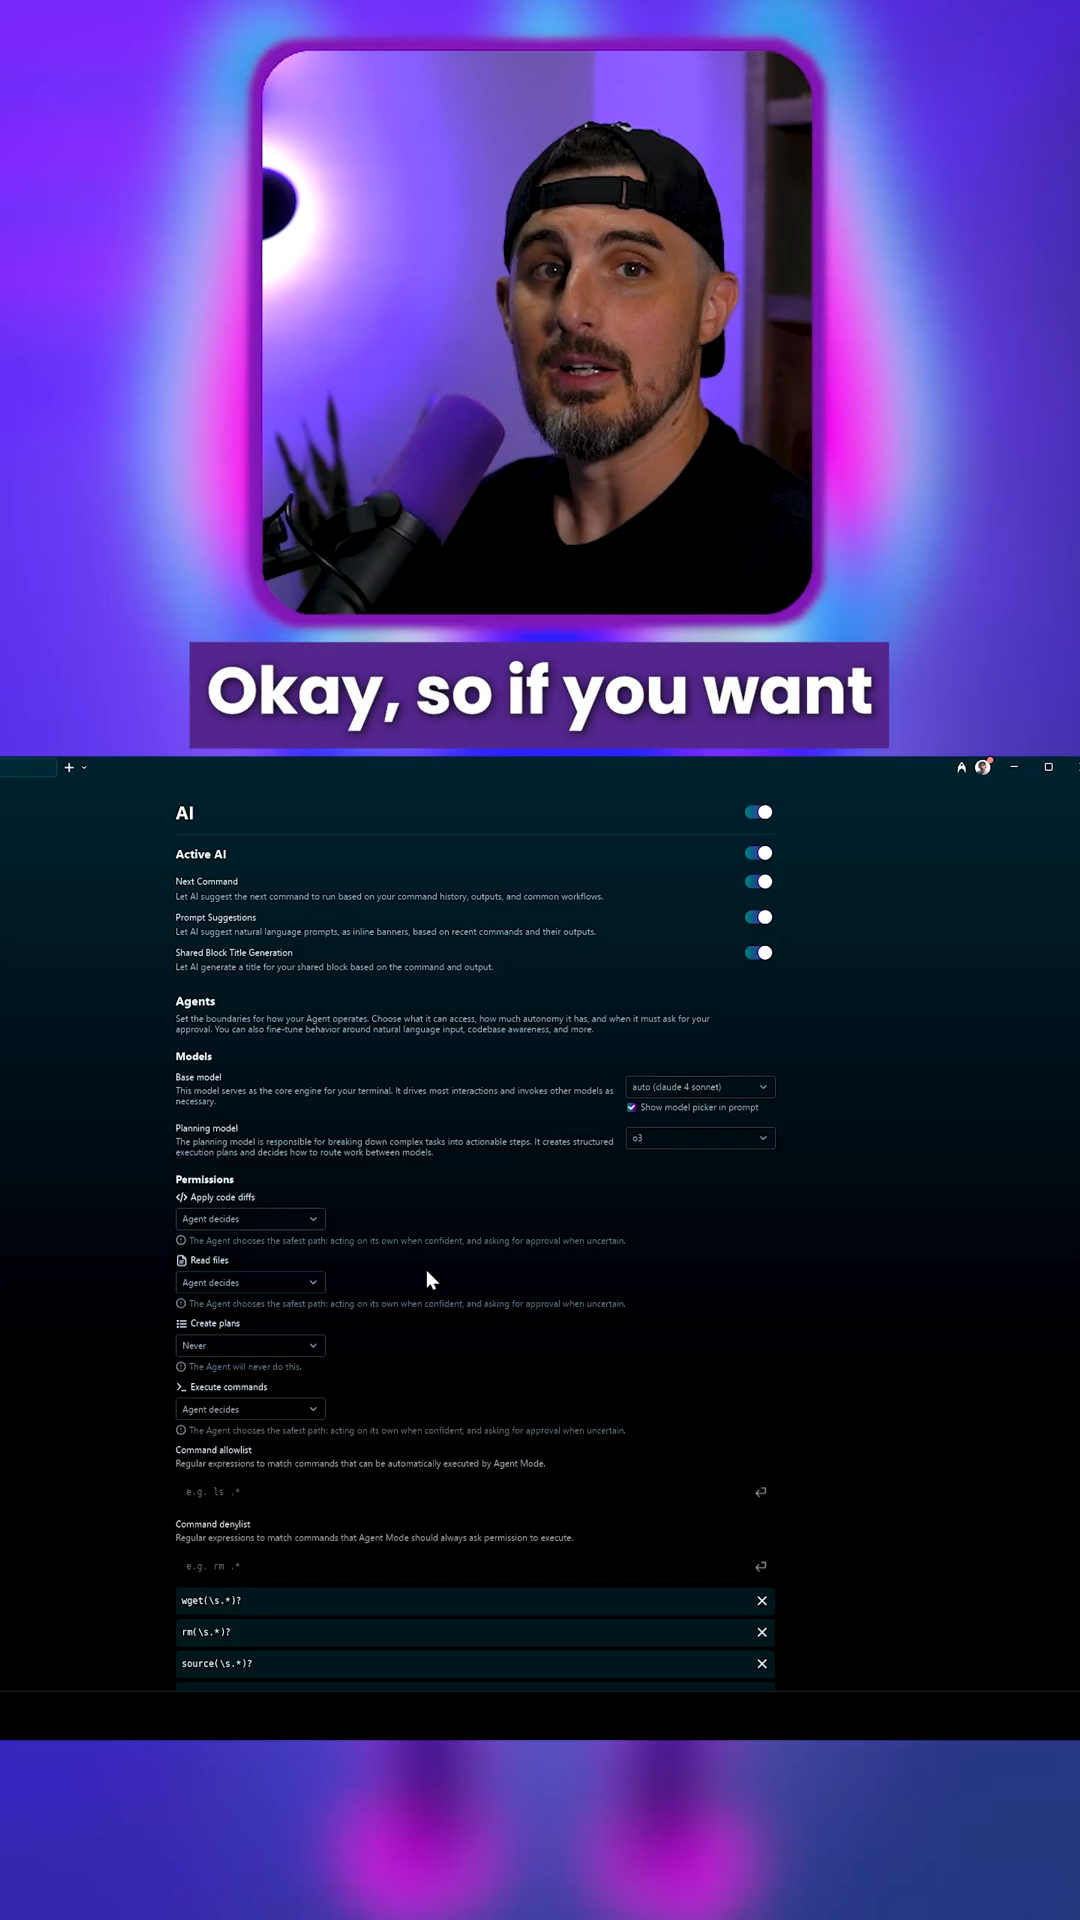 Okay, so if you want
AI
Active AI
Next Command
Let AI suggest the next command to run based on your command history, outputs, and common workflows.
Prompt Suggestions
Let AI suggest natural language prompts, as inline banners, based on recent commands and their outputs.
Shared Block Title Generation
Let AI generate a title for your shared block based on the command and output.
Agents
Set the boundaries for how your Agent operates. Choose what it can access, how much autonomy it has, and when it must ask for your
approval. You can also fine-tune behavior around natural language input, codebase awareness, and more.
Models
Base model
This model serves as the core engine for your terminal. It drives most interactions and invokes other models as
necessary.
auto (claude 4 sonnet)
Show model picker in prompt
Planning model
The planning model is responsible for breaking down complex tasks into actionable steps. It creates structured
execution plans and decides how to route work between models.
o3
Permissions
Apply code diffs
Agent decides
The Agent chooses the safest path: acting on its own when confident, and asking for approval when uncertain.
Read files
Agent decides
The Agent chooses the safest path: acting on its own when confident, and asking for approval when uncertain.
Create plans
Never
The Agent will never do this.
Execute commands
Agent decides
The Agent chooses the safest path: acting on its own when confident, and asking for approval when uncertain.
Command allowlist
Regular expressions to match commands that can be automatically executed by Agent Mode.
e.g. ls .*
Command denylist
Regular expressions to match commands that Agent Mode should always ask permission to execute.
e.g. rm .*
wget(\s.*)?
rm(\s.*)?
source(\s.*)?